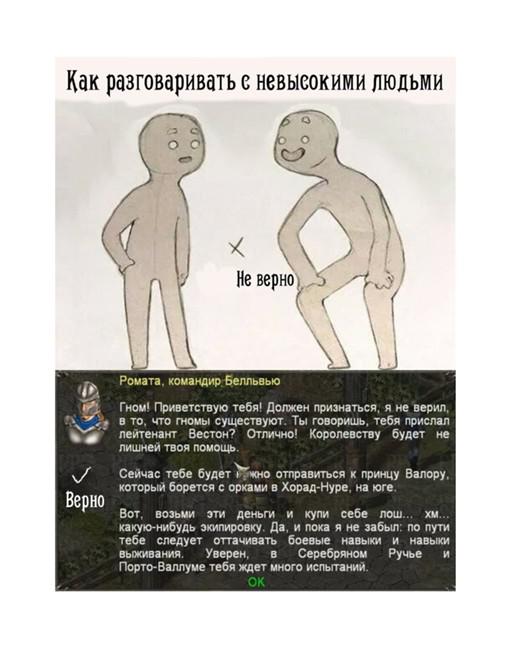 Как разговаривать с невысокими людьми
Не верно
Ромата, командир Белльвью
Гном! Приветствую тебя! Должен признаться, я не верил,
в то, что гномы существуют. Ты говоришь, тебя прислал
лейтенант Вестон? Отлично! Королевству будет не
лишней твоя помощь.
Сейчас тебе будет нужно отправиться к принцу Валору,
который борется с орками в Хорад-Нуре, на юге.
Верно
Вот, возьми эти деньги и купи себе лош... хм...
какую-нибудь экипировку. Да, и пока я не забыл: по пути
тебе следует оттачивать боевые навыки и навыки
выживания. Уверен, в Серебряном Ручье и
Порто-Валлуме тебя ждет много испытаний.
OK